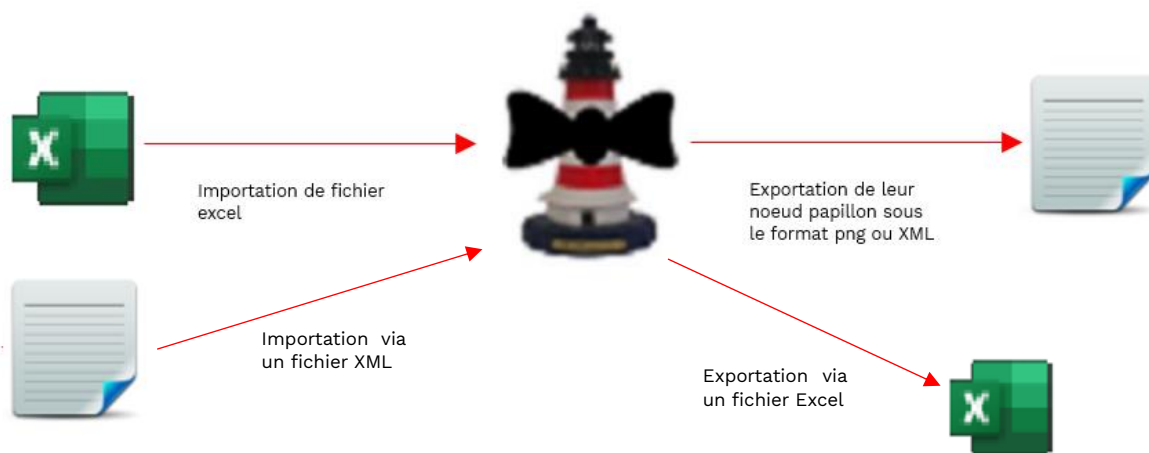 X
Importation de fichier
excel
Exportation de leur
noeud papillon sous
le format png ou XML
Importation via
un fichier XML
Exportation via
un fichier Excel
X